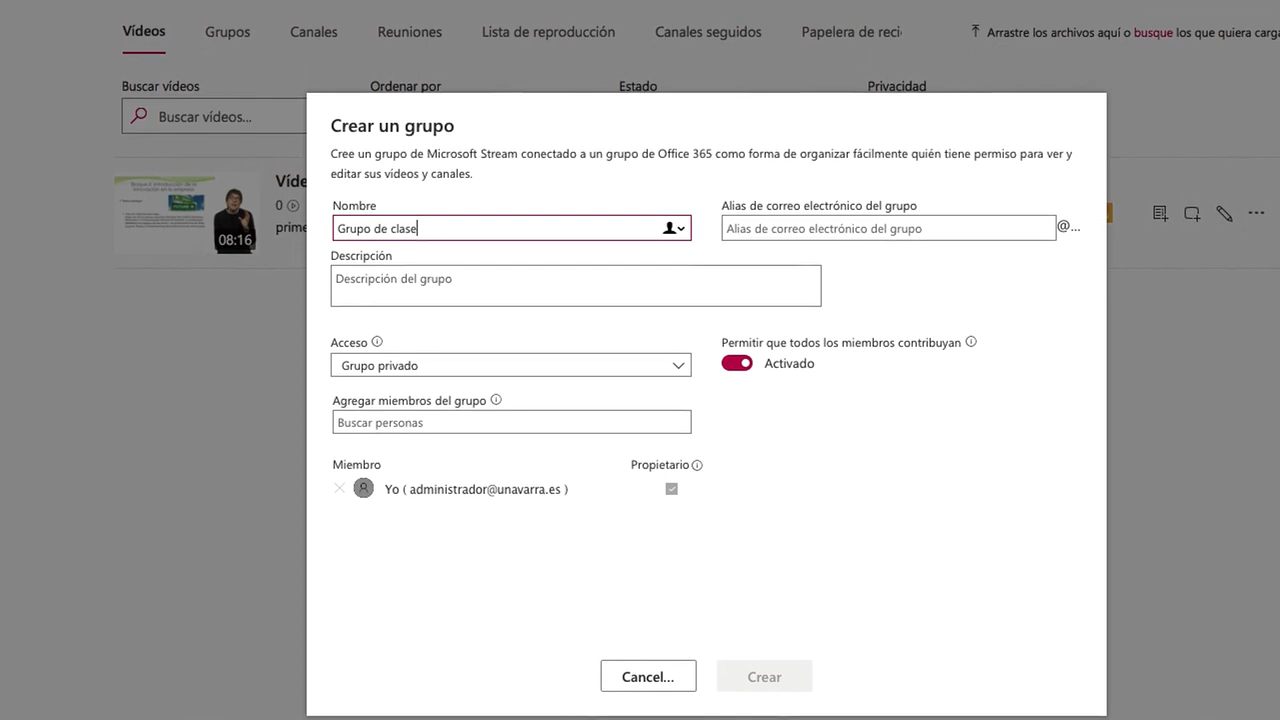 Vídeos Grupos Canales Reuniones Lista de reproducción Canales seguidos Papelera de reci
Arrastre los archivos aquí o busque los que quiera carga
Buscar vídeos Ordenar por Estado Privacidad
Buscar vídeos...
Víde
0
prime
08:16
Crear un grupo
Cree un grupo de Microsoft Stream conectado a un grupo de Office 365 como forma de organizar fácilmente quién tiene permiso para ver y
editar sus vídeos y canales.
Nombre Alias de correo electrónico del grupo
Grupo de clase Alias de correo electrónico del grupo @...
Descripción
Descripción del grupo
Acceso Permitir que todos los miembros contribuyan
Grupo privado Activado
Agregar miembros del grupo
Buscar personas
Miembro Propietario
Yo ( administrador@unavarra.es )
Cancel... Crear